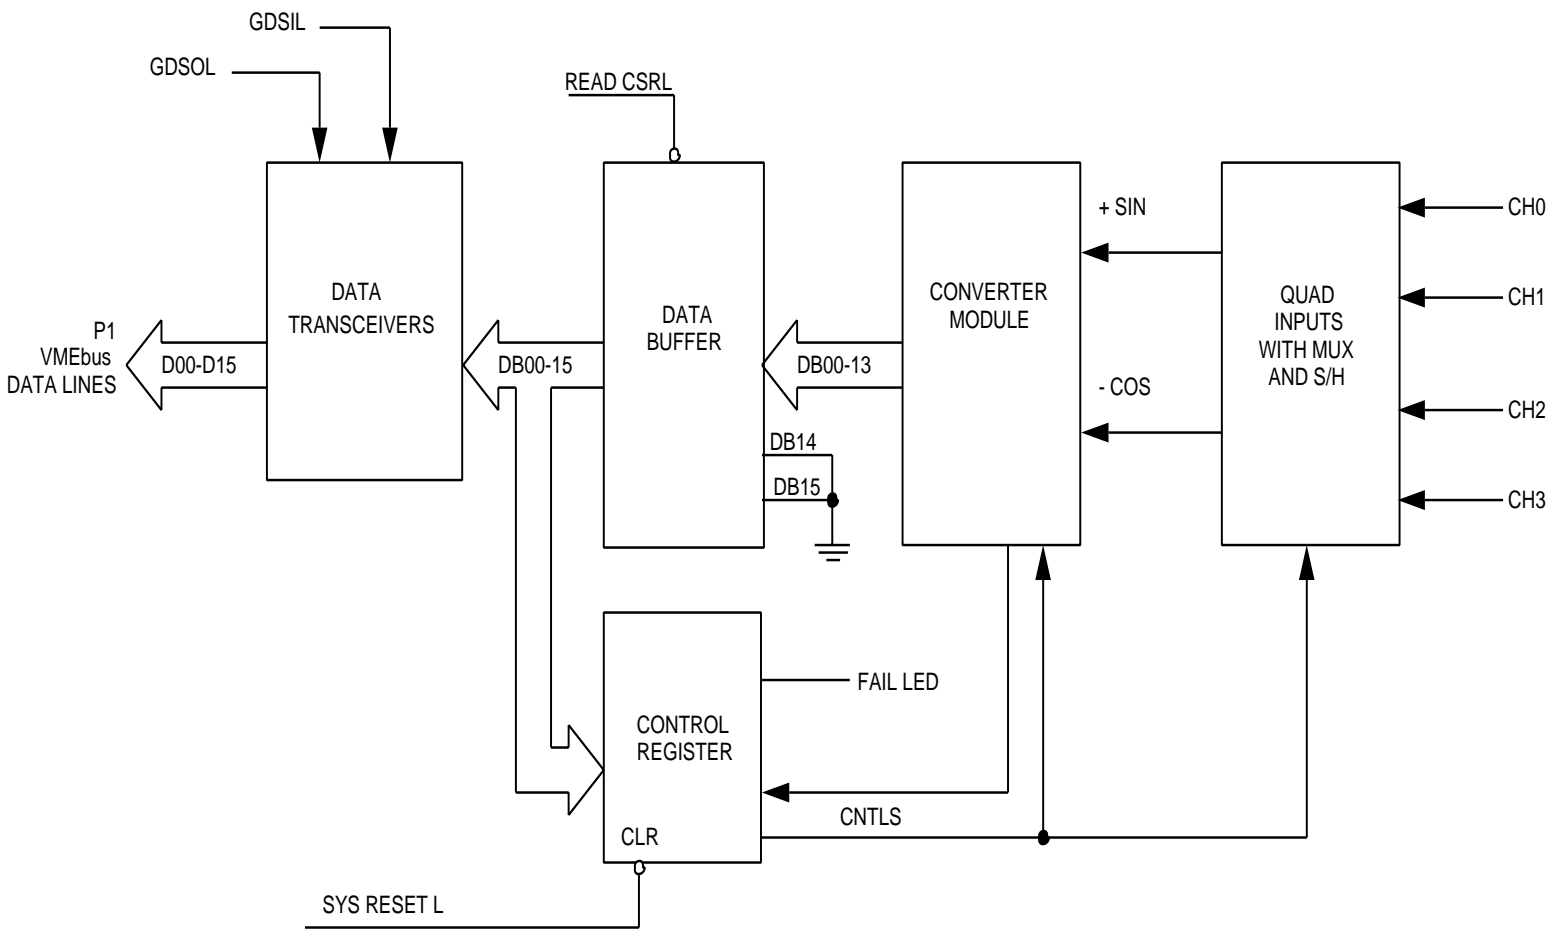 GDSIL
GDSOL
READ CSRL
CH0
+ SIN
DATA
TRANSCEIVERS
DATA
BUFFER
CONVERTER
MODULE
QUAD
INPUTS
WITH MUX
AND S/H
CH1
P1
VMEbus
DATA LINES
D00-D15
DB00-15
DB00-13
- COS
CH2
DB14
DB15
CH3
FAIL LED
CONTROL
REGISTER
CNTLS
CLR
SYS RESET L